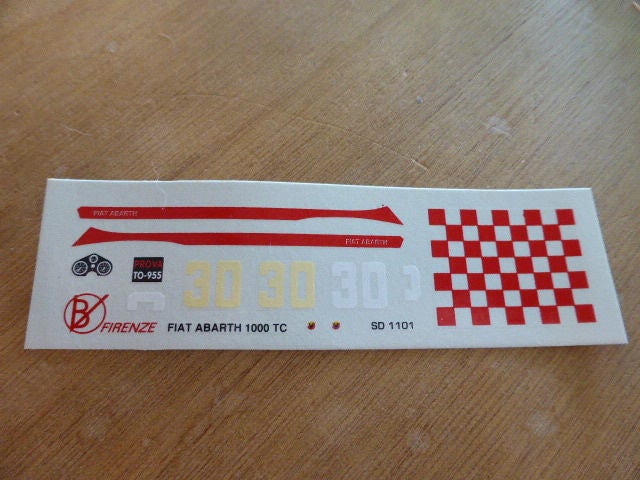 FIAT ABARTH
FIAT ABARTH
PROVA
TO-955
30 30 30
B FIRENZE FIAT ABARTH 1000 TC SD 1101